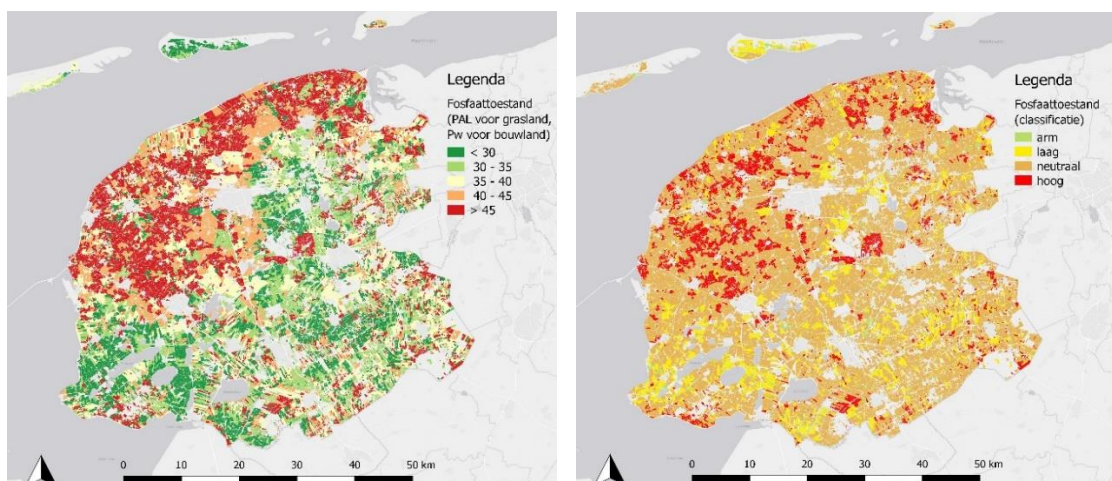 Legenda
Fosfaattoestand
(PAL voor grasland,
Pw voor bouwland)
< 30
30 - 35
35 - 40
40 - 45
> 45
0 10 20 30 40 50 km
Legenda
Fosfaattoestand
(classificatie)
arm
laag
neutraal
hoog
0 10 20 30 40 50 km